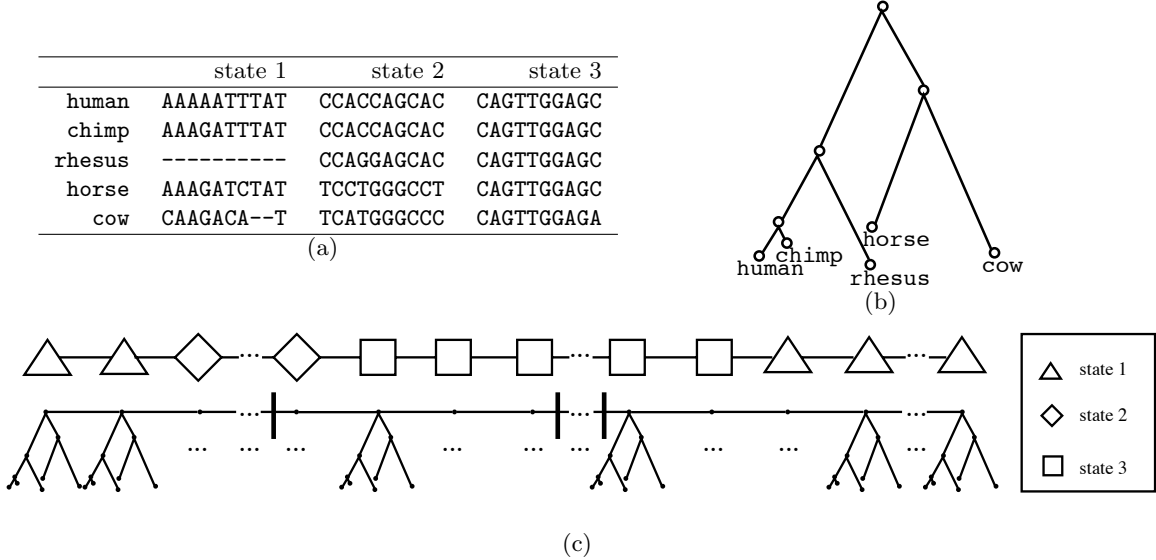 state 1 state 2 state 3
human AAAAATTTAT CCACCAGCAC CAGTTGGAGC
chimp AAAGATTTAT CCACCAGCAC CAGTTGGAGC
rhesus ---------- CCAGGAGCAC CAGTTGGAGC
horse AAAGATCTAT TCCTGGGCCT CAGTTGGAGC
cow CAAGACA--T TCATGGGCCC CAGTTGGAGA
(a)
horse
chimp
human
cow
rhesus
(b)
... ... ...
state 1
... ... ...
state 2
... ... ... ... ... ... ... ... ...
state 3
(c)